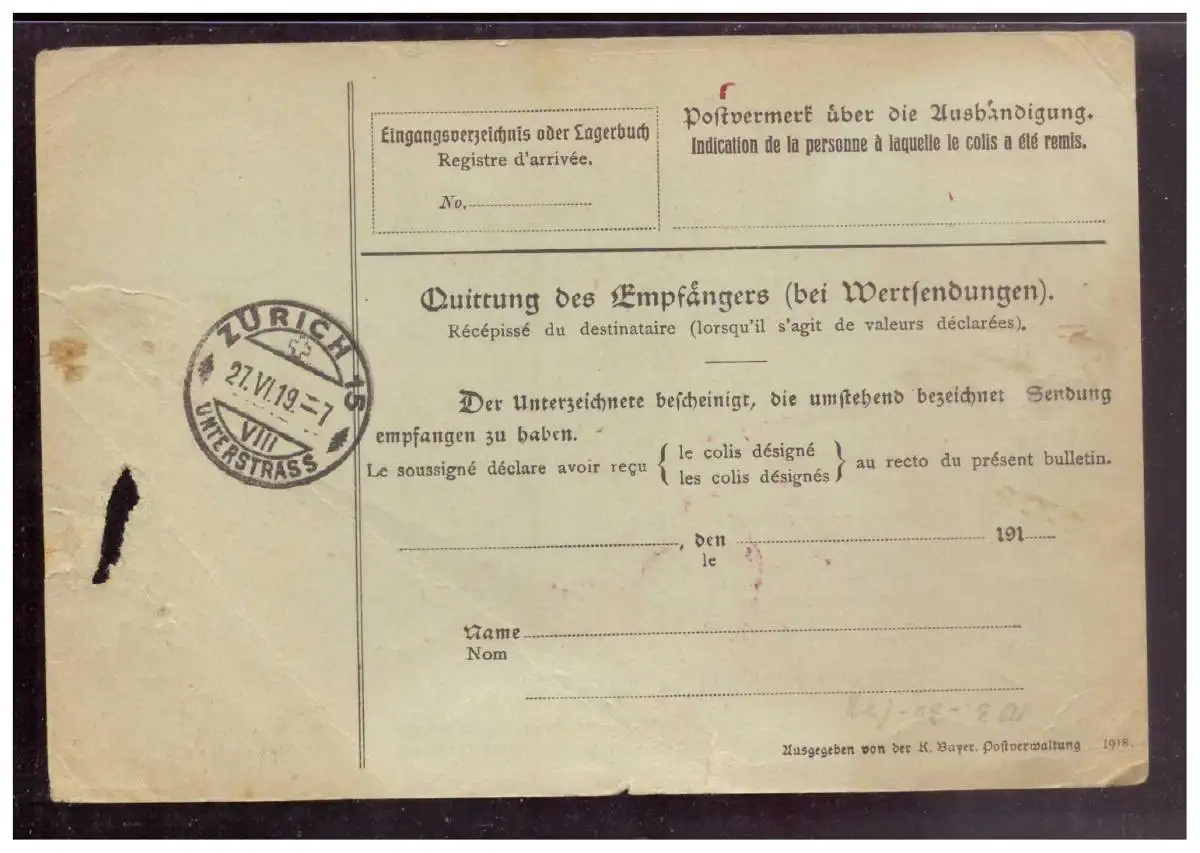 Eingangsverzeichnis oder Lagerbuch
Registre d'arrivée.
No.
Postvermerk über die Aushändigung.
Indication de la personne à laquelle le colis a été remis.
Quittung des Empfängers (bei Wertsendungen).
Récépissé du destinataire (lorsqu'il s'agit de valeurs déclarées).
ZÜRICH 15
27.VI.19.-7
VIII
UNTERSTRASS
Der Unterzeichnete bescheinigt, die umstehend bezeichnet Sendung
empfangen zu haben.
Le soussigné déclare avoir reçu { le colis désigné } au recto du présent bulletin.
les colis désignés
, den 191
le
Name
Nom
Ausgegeben von der K. Bayer. Postverwaltung 1918.